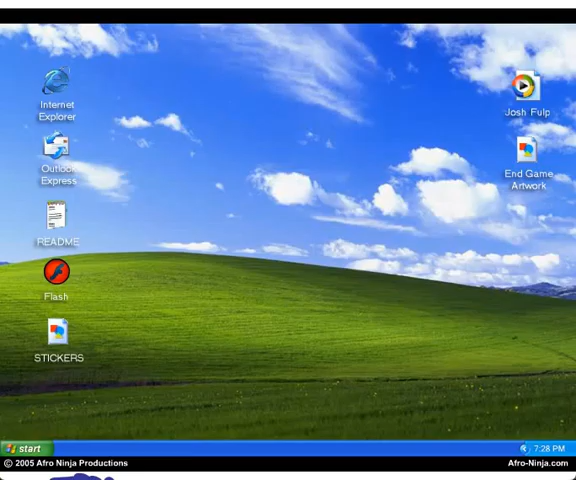 Internet
Explorer
Outlook
Express
README
Flash
STICKERS
Josh Fulp
End Game
Artwork
start
7:28 PM
© 2005 Afro Ninja Productions
Afro-Ninja.com